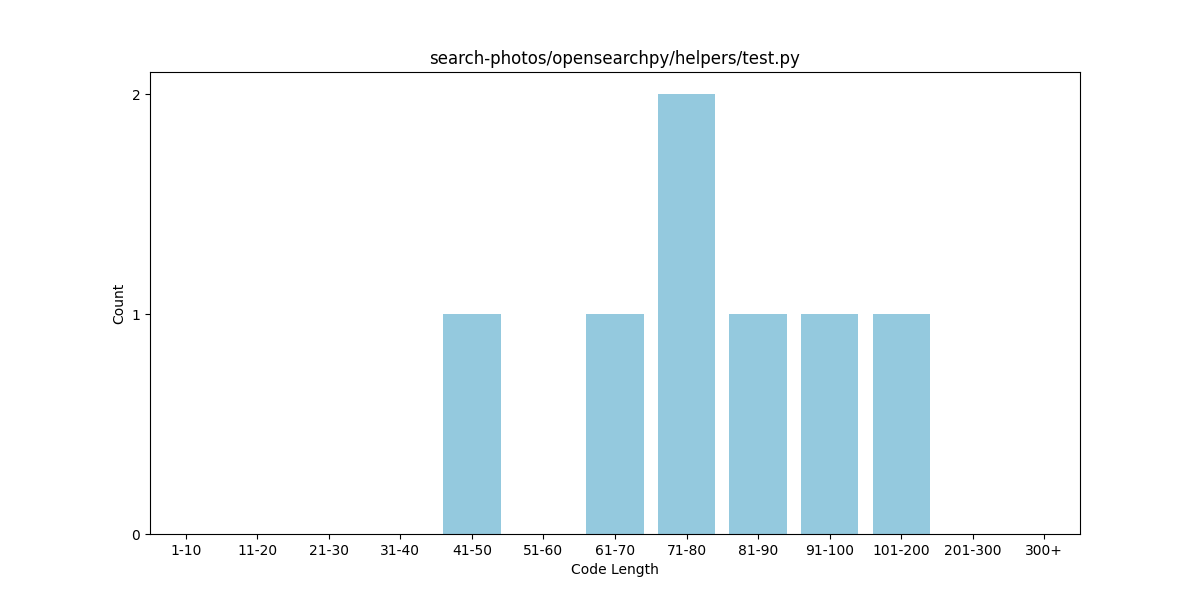 search-photos/opensearchpy/helpers/test.py
2
1
0
Count
1-10 11-20 21-30 31-40 41-50 51-60 61-70 71-80 81-90 91-100 101-200 201-300 300+
Code Length